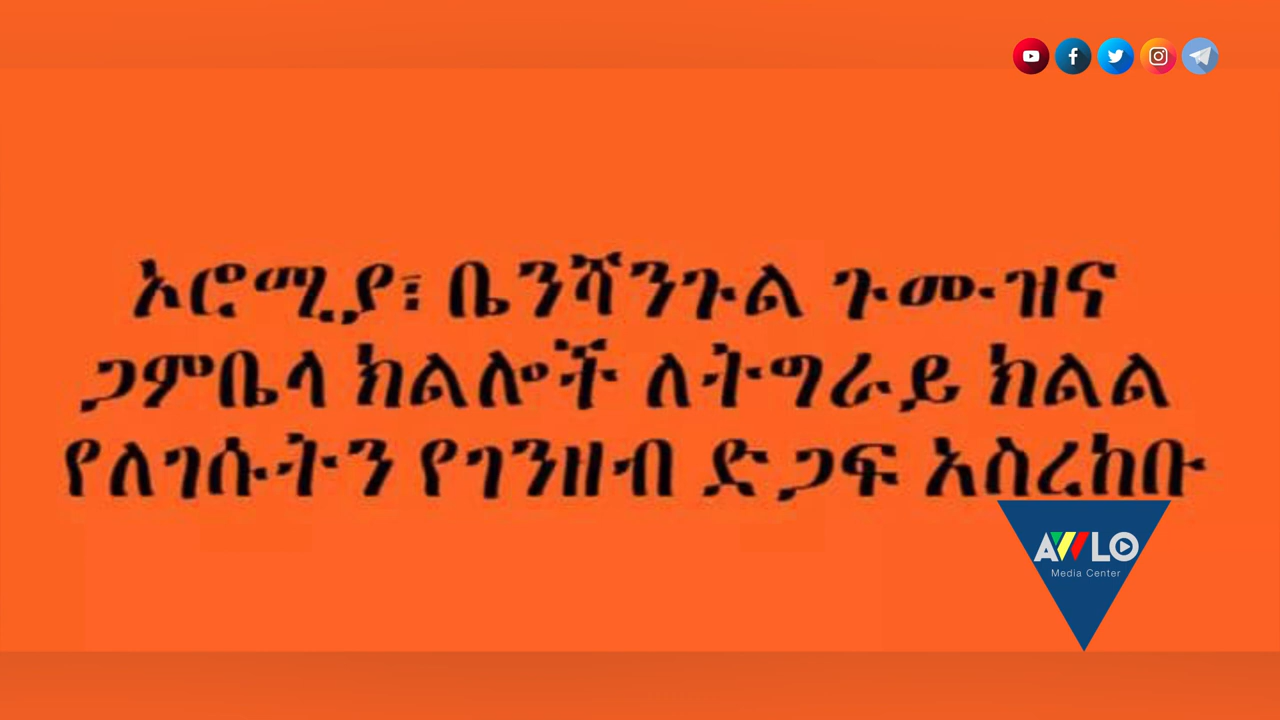 ኦሮሚያ፣ ቤንሻንጉል ጉሙዝና
ጋምቤላ ክልሎች ለትግራይ ክልል
የለገሱትን የገንዘብ ድጋፍ አስረከቡ
AWLO
Media Center